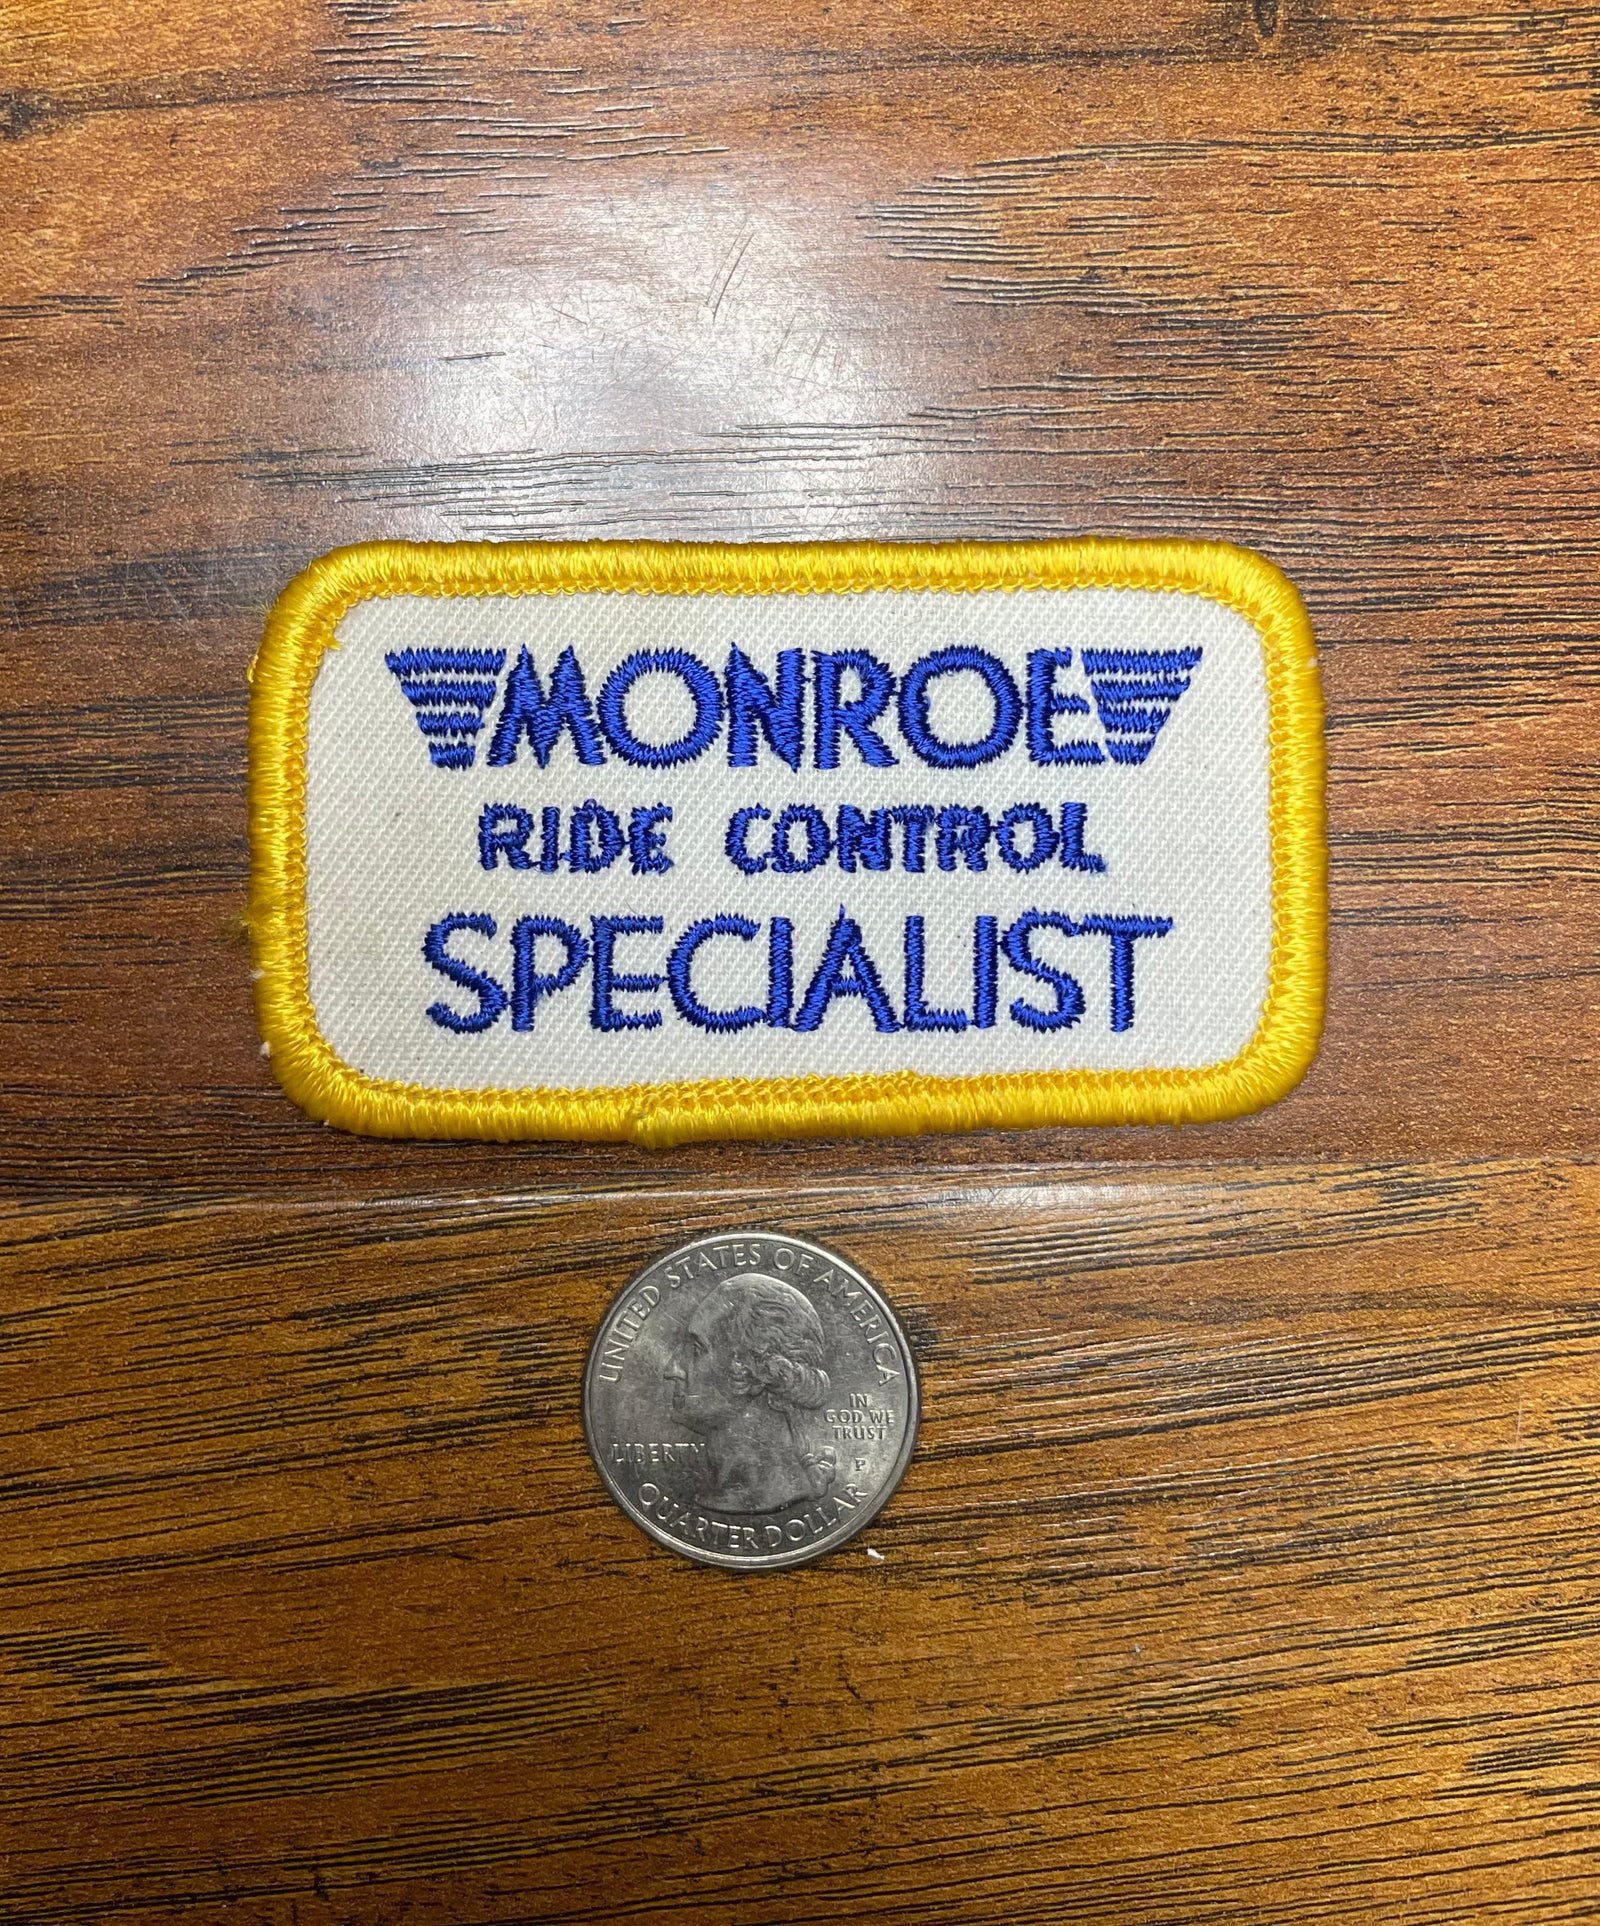 MONROE
RIDE CONTROL
SPECIALIST
UNITED STATES OF AMERICA
IN
GOD WE
TRUST
LIBERTY
P
QUARTER DOLLAR